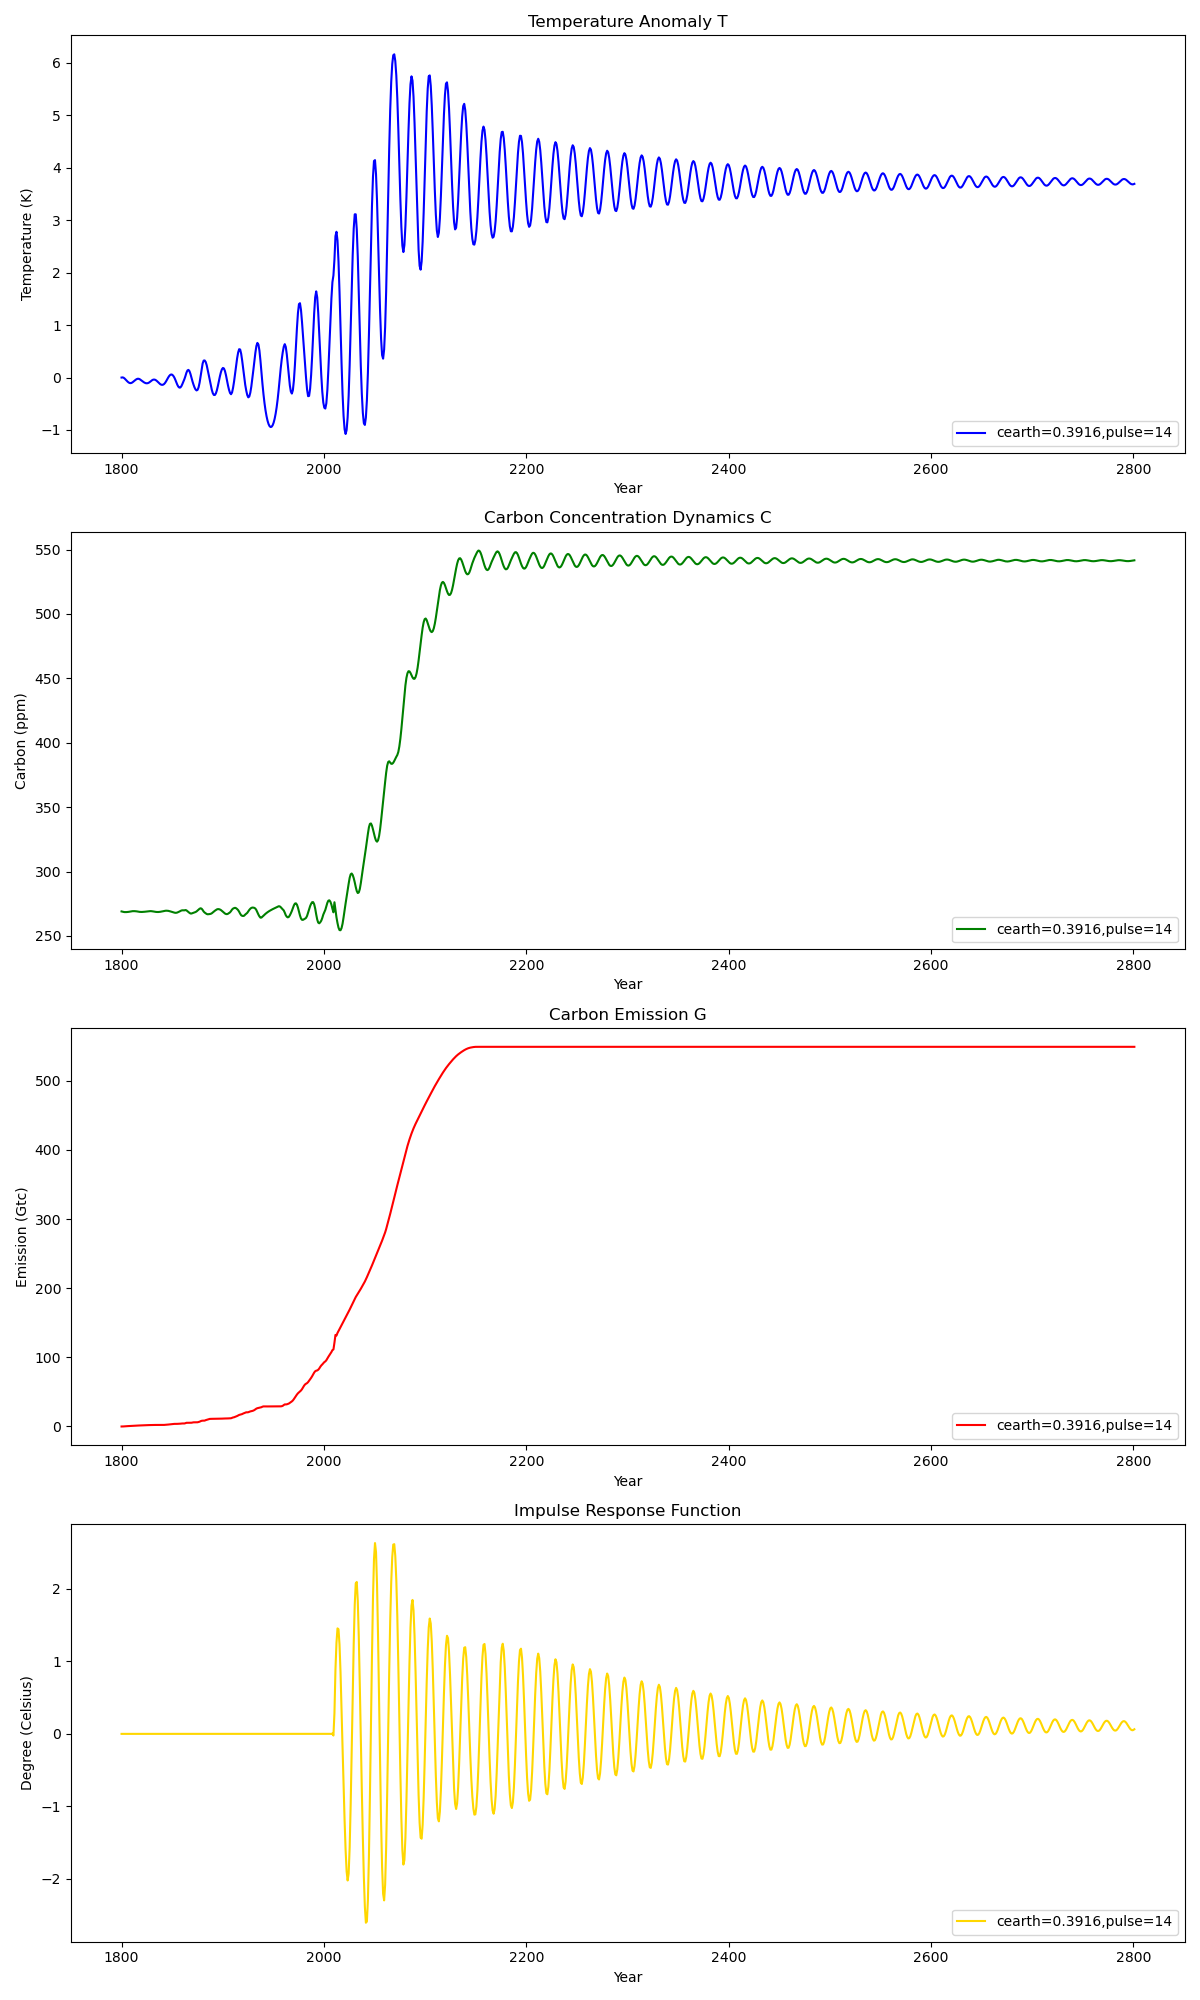 Temperature Anomaly T
6
5
4
3
2
1
0
−1
Temperature (K)
cearth=0.3916,pulse=14
1800 2000 2200 2400 2600 2800
Year
Carbon Concentration Dynamics C
550
500
450
400
350
300
250
Carbon (ppm)
cearth=0.3916,pulse=14
1800 2000 2200 2400 2600 2800
Year
Carbon Emission G
500
400
300
200
100
0
Emission (Gtc)
cearth=0.3916,pulse=14
1800 2000 2200 2400 2600 2800
Year
Impulse Response Function
2
1
0
−1
−2
Degree (Celsius)
cearth=0.3916,pulse=14
1800 2000 2200 2400 2600 2800
Year